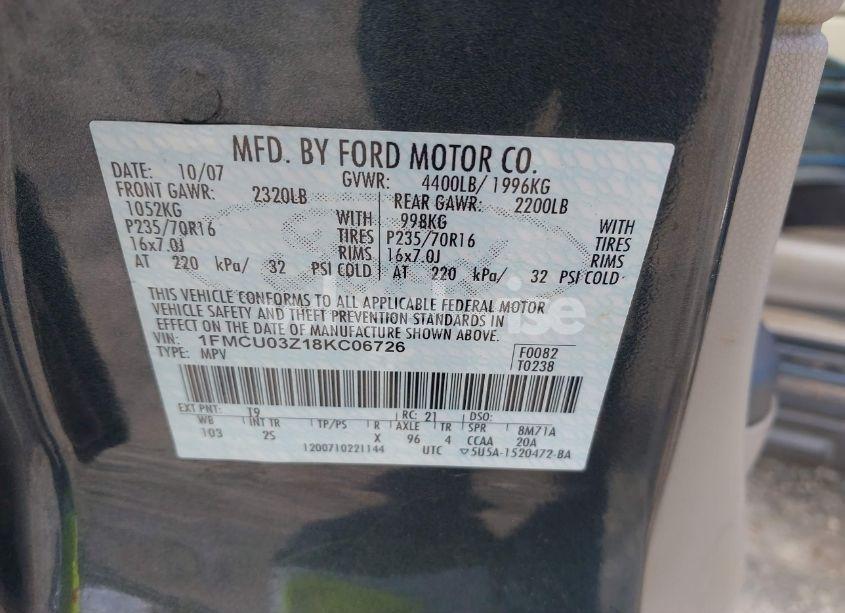 MFD. BY FORD MOTOR CO.
DATE: 10/07 GVWR: 4400LB/ 1996KG
FRONT GAWR: 2320LB REAR GAWR: 2200LB
1052KG WITH 998KG WITH
P235/70R16 TIRES P235/70R16 TIRES
16x7.0J RIMS 16x7.0J RIMS
AT 220 kPa/ 32 PSI COLD AT 220 kPa/ 32 PSI COLD
THIS VEHICLE CONFORMS TO ALL APPLICABLE FEDERAL MOTOR
VEHICLE SAFETY AND THEFT PREVENTION STANDARDS IN
EFFECT ON THE DATE OF MANUFACTURE SHOWN ABOVE.
VIN: 1FMCU03Z18KC06726 F0082
TYPE: MPV T0238
EXT PNT: T9 RC: 21 DSO:
WB INT TR TP/PS R AXLE TR SPR 8M71A
103 2S X 96 4 CCAA 20A
1200710221144 UTC ▽5U5A-1520472-BA